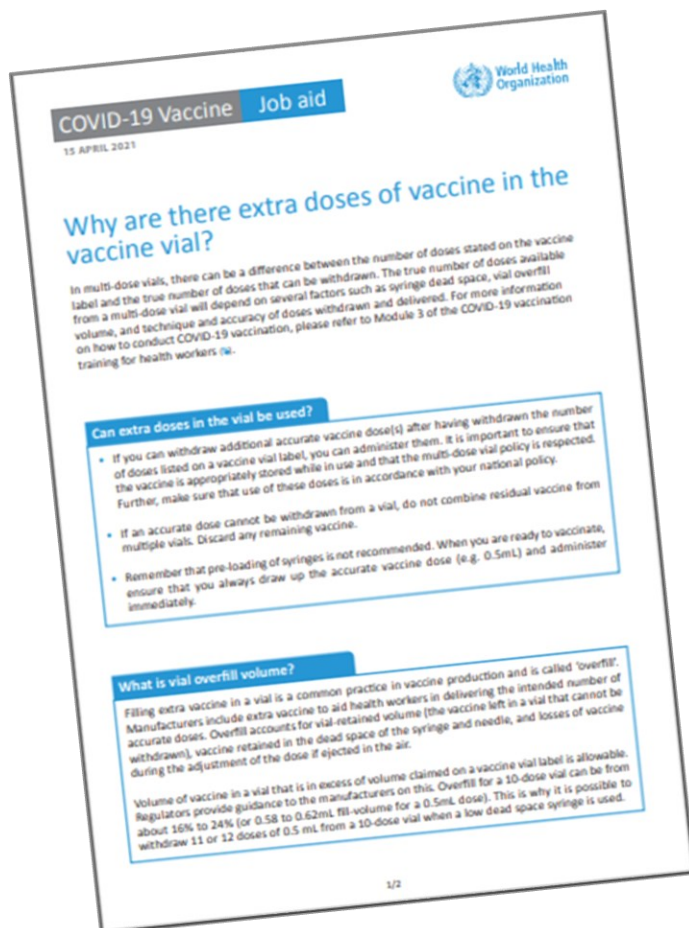 World Health
Organization
COVID-19 Vaccine Job aid
15 APRIL 2021
Why are there extra doses of vaccine in the
vaccine vial?
In multi-dose vials, there can be a difference between the number of doses stated on the vaccine
label and the true number of doses that can be withdrawn. The true number of doses available
from a multi-dose vial will depend on several factors such as syringe dead space, vial overfill
volume, and technique and accuracy of doses withdrawn and delivered. For more information
on how to conduct COVID-19 vaccination, please refer to Module 3 of the COVID-19 vaccination
training for health workers
Can extra doses in the vial be used?
• If you can withdraw additional accurate vaccine dose(s) after having withdrawn the number
of doses listed on a vaccine vial label, you can administer them. It is important to ensure that
the vaccine is appropriately stored while in use and that the multi-dose vial policy is respected.
Further, make sure that use of these doses is in accordance with your national policy.
• If an accurate dose cannot be withdrawn from a vial, do not combine residual vaccine from
multiple vials. Discard any remaining vaccine.
• Remember that pre-loading of syringes is not recommended. When you are ready to vaccinate,
ensure that you always draw up the accurate vaccine dose (e.g. 0.5mL) and administer
immediately.
What is vial overfill volume?
Filling extra vaccine in a vial is a common practice in vaccine production and is called 'overfill'.
Manufacturers include extra vaccine to aid health workers in delivering the intended number of
accurate doses. Overfill accounts for vial-retained volume (the vaccine left in a vial that cannot be
withdrawn), vaccine retained in the dead space of the syringe and needle, and losses of vaccine
during the adjustment of the dose if ejected in the air.
Volume of vaccine in a vial that is in excess of volume claimed on a vaccine vial label is allowable.
Regulators provide guidance to the manufacturers on this. Overfill for a 10-dose vial can be from
about 16% to 24% (or 0.58 to 0.62mL fill-volume for a 0.5mL dose). This is why it is possible to
withdraw 11 or 12 doses of 0.5 mL from a 10-dose vial when a low dead space syringe is used.
1/2